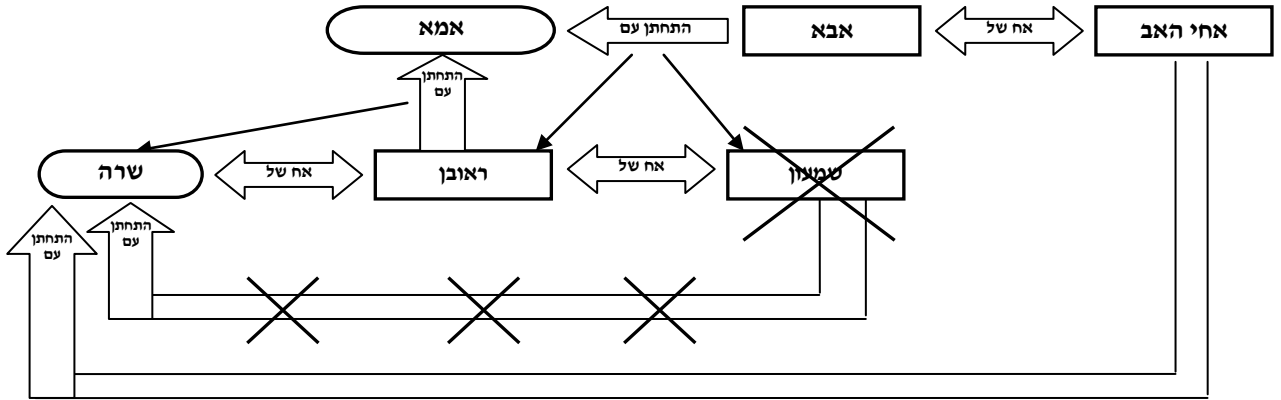 אחי האב
אח של
אבא
התחתן עם
אמא
התחתן
עם
שמעון
אח של
ראובן
אח של
שרה
התחתן
עם
התחתן
עם